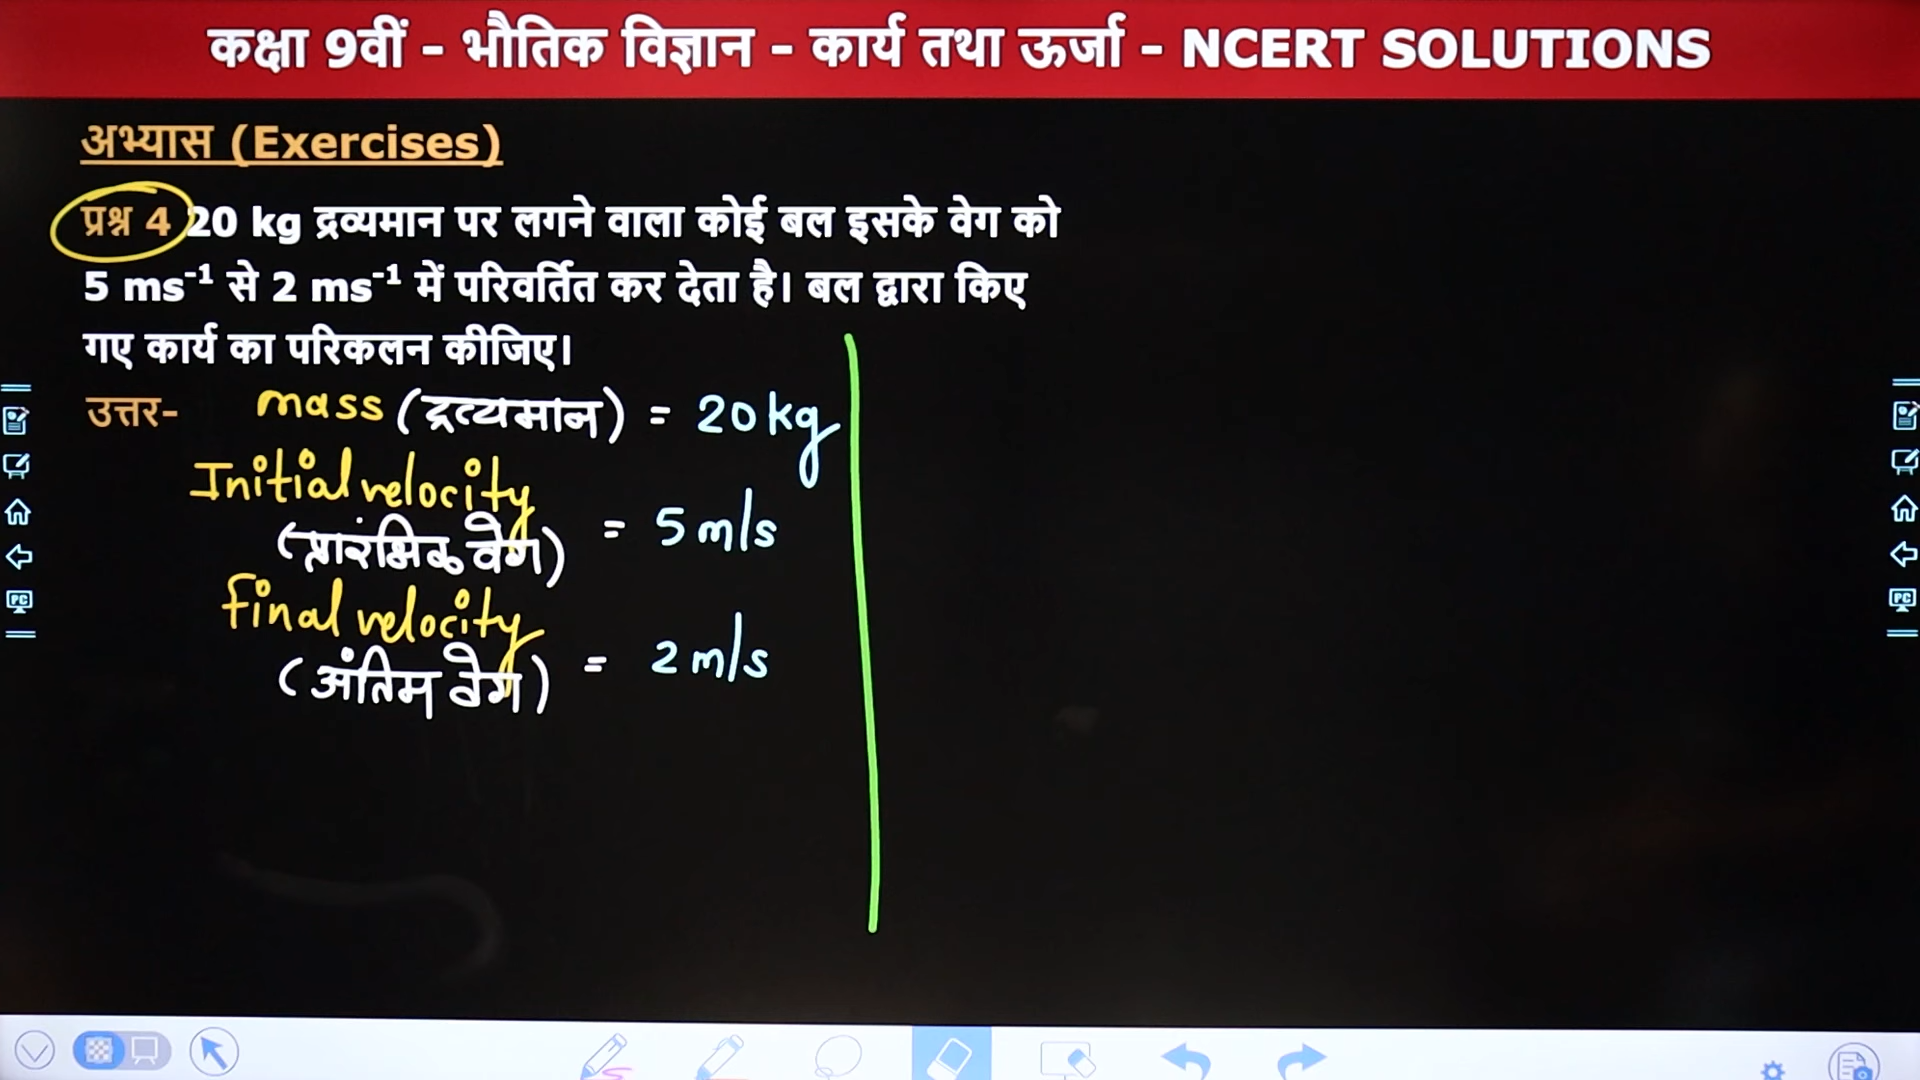 कक्षा 9वीं - भौतिक विज्ञान - कार्य तथा ऊर्जा - NCERT SOLUTIONS
अभ्यास (Exercises)
प्रश्न 4 20 kg द्रव्यमान पर लगने वाला कोई बल इसके वेग को
5 ms⁻¹ से 2 ms⁻¹ में परिवर्तित कर देता है। बल द्वारा किए
गए कार्य का परिकलन कीजिए।
उत्तर- mass (द्रव्यमान) = 20 kg
Initial velocity
(प्रारंभिक वेग) = 5 m/s
final velocity
(अंतिम वेग) = 2 m/s
PC
PC